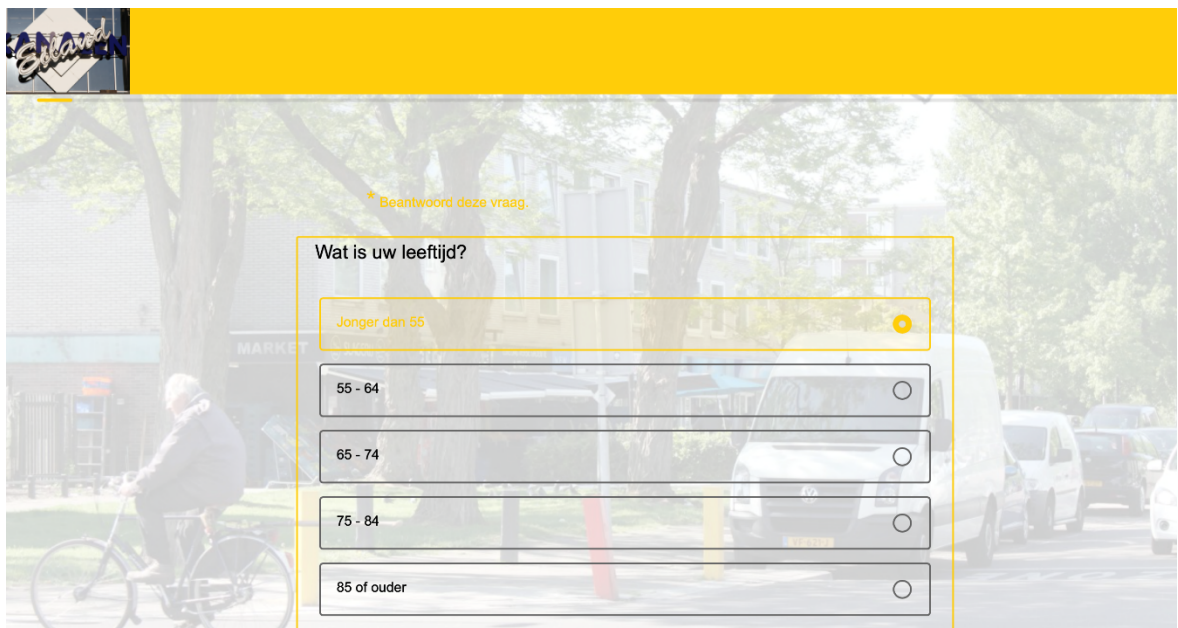 Esland
* Beantwoord deze vraag.
Wat is uw leeftijd?
Jonger dan 55
MARKET
55 - 64
65 - 74
75 - 84
85 of ouder